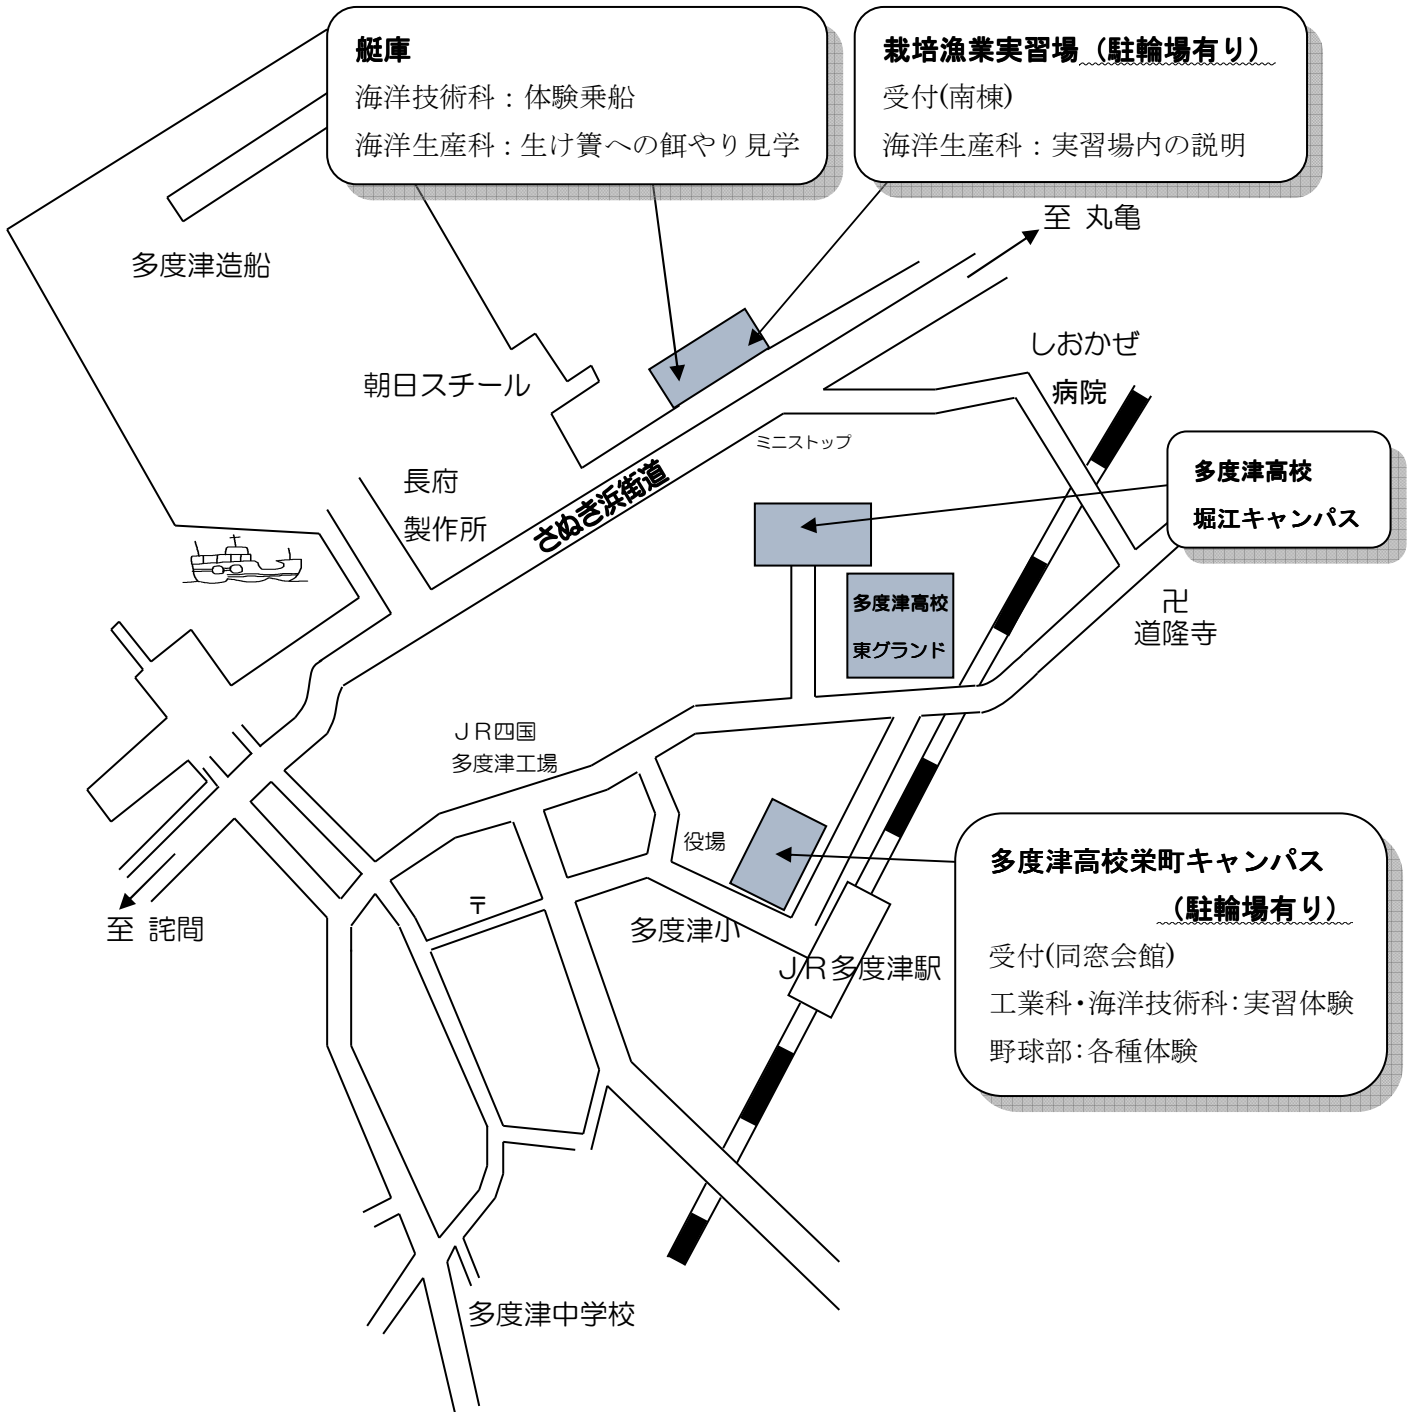 艇庫
海洋技術科：体験乗船
海洋生産科：生け簀への餌やり見学
栽培漁業実習場（駐輪場有り）
受付(南棟)
海洋生産科：実習場内の説明
至 丸亀
多度津造船
しおかぜ
病院
朝日スチール
ミニストップ
多度津高校
堀江キャンパス
長府
製作所
さぬき浜街道
多度津高校
東グランド
卍
道隆寺
ＪＲ四国
多度津工場
役場
多度津高校栄町キャンパス
（駐輪場有り）
受付(同窓会館)
工業科・海洋技術科：実習体験
野球部：各種体験
〒
至 詫間
多度津小
ＪＲ多度津駅
多度津中学校